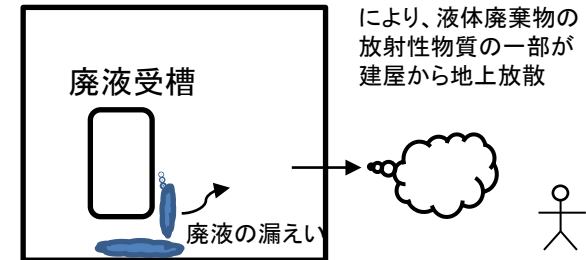 により、液体廃棄物の
放射性物質の一部が
建屋から地上放散
廃液受槽
廃液の漏えい